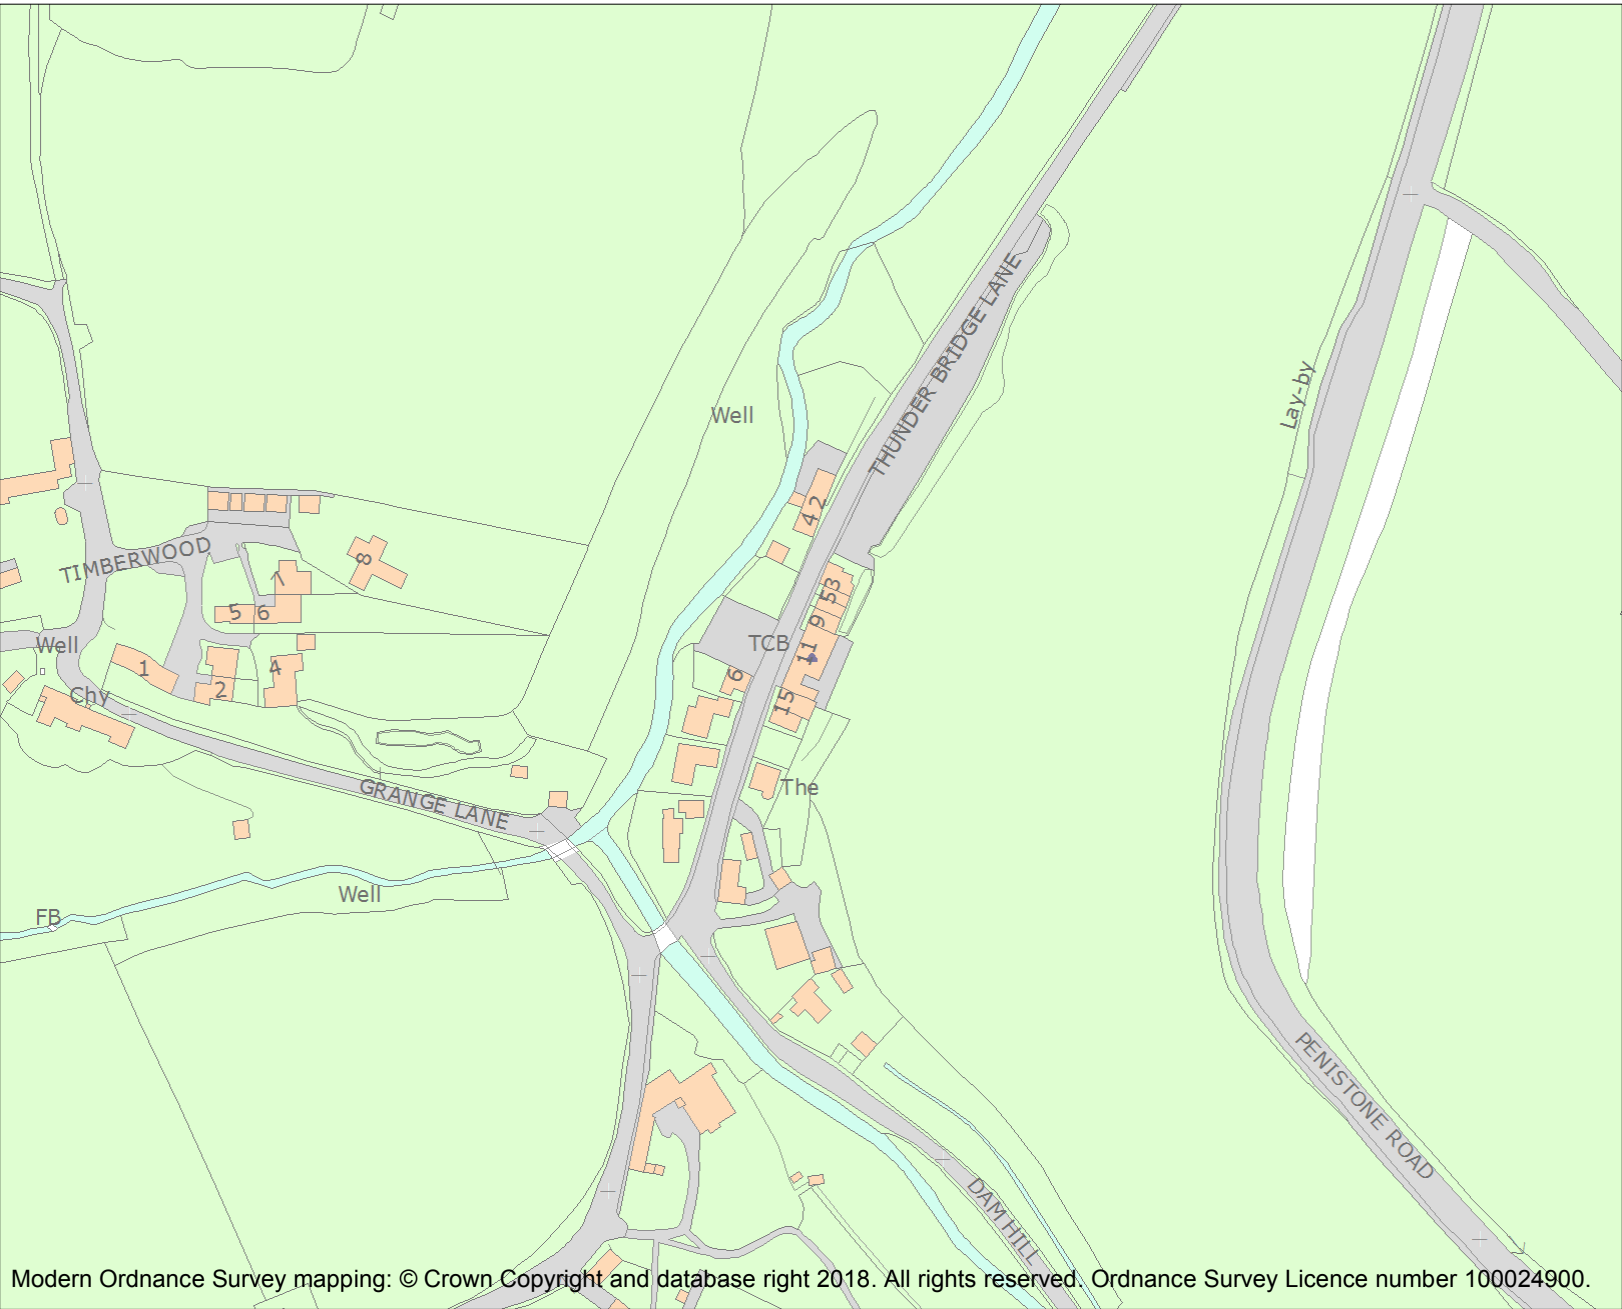 THUNDER BRIDGE LANE
Lay-by
Well
2
4
TIMBERWOOD
8
7
5
6
53
9
TCB
11
Well
1
4
2
6
15
Chy
The
GRANGE LANE
Well
FB
PENISTONE ROAD
DAM HILL
Modern Ordnance Survey mapping: © Crown Copyright and database right 2018. All rights reserved. Ordnance Survey Licence number 100024900.